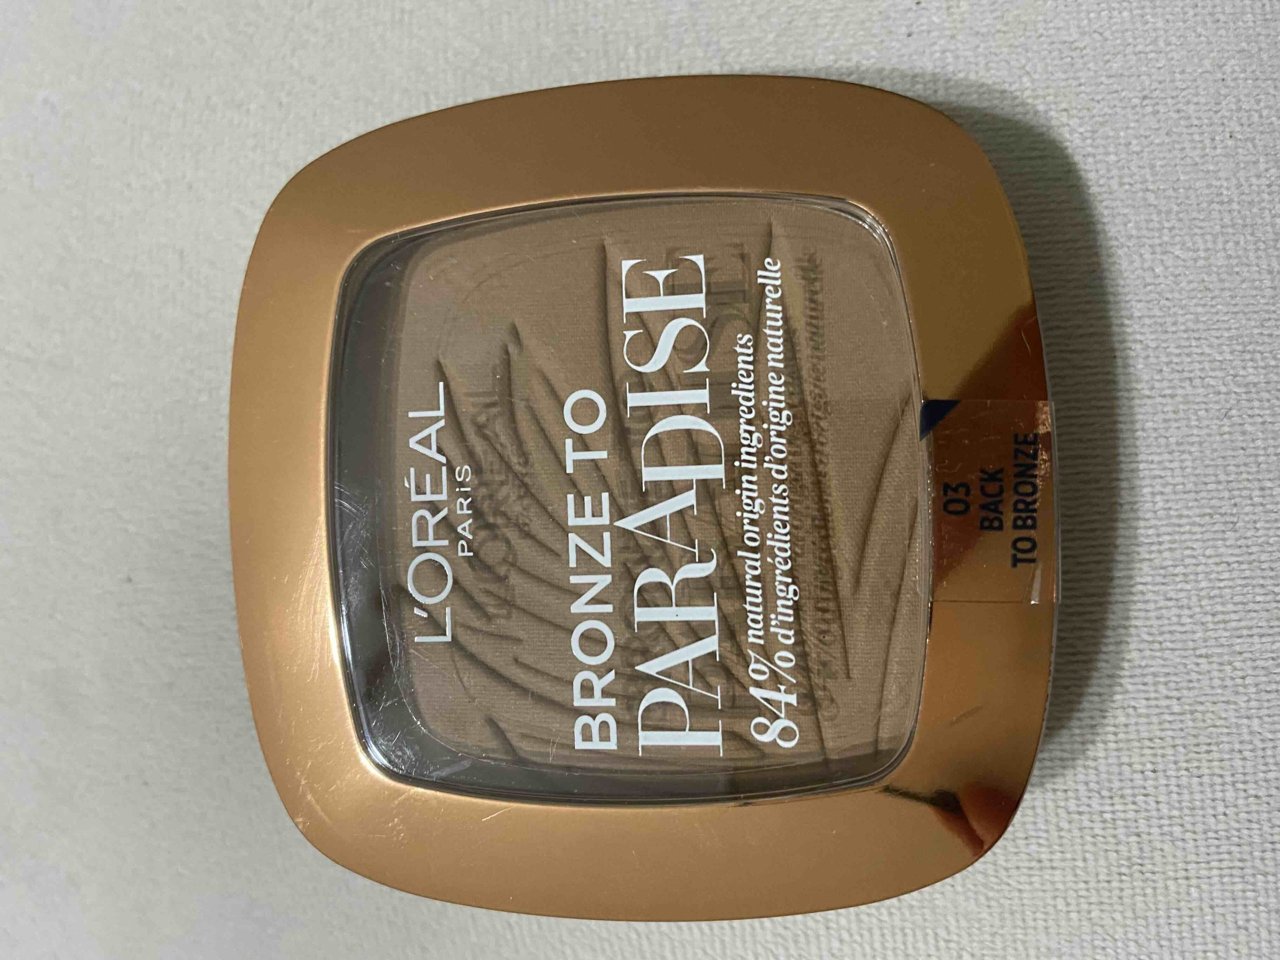 L'ORÉAL
PARiS
BRONZE TO
PARADISE
84% natural origin ingredients
84% d'ingrédients d'origine naturelle
03
BACK
TO BRONZE